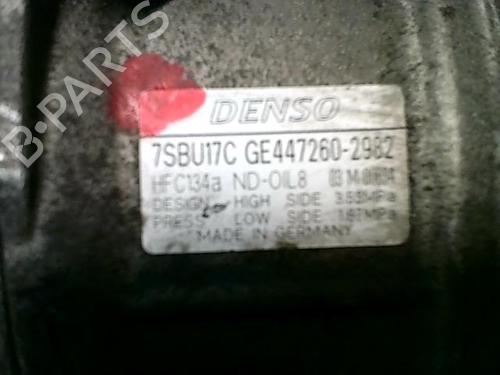 B-PARTS
DENSO
7SBU17C GE447260-2982
HFC134a ND-OIL8 03
DESIGN HIGH SIDE 3.53MPa
PRESS LOW SIDE 1.67MPa
MADE IN GERMANY